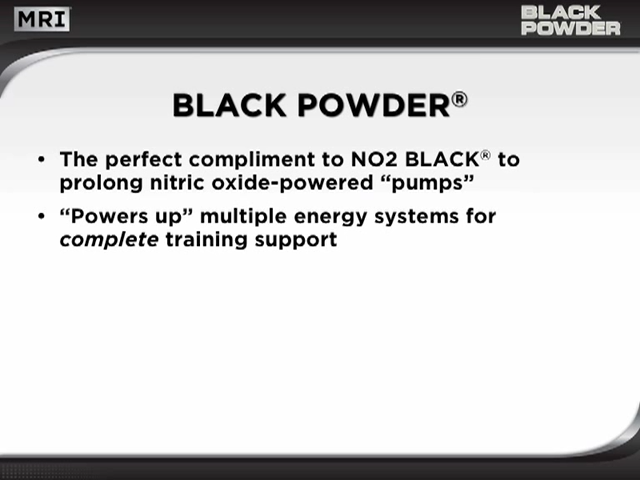 MRI
BLACK
POWDER
BLACK POWDER®
• The perfect compliment to NO2 BLACK® to
prolong nitric oxide-powered “pumps”
• “Powers up” multiple energy systems for
complete training support